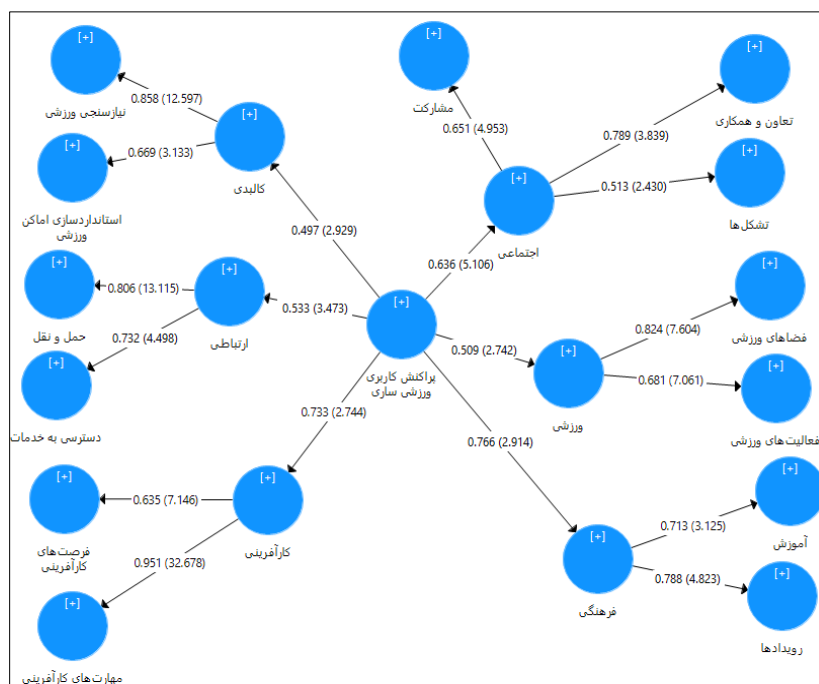 [+]
نیازسنجی ورزشی
[+]
مشارکت
[+]
تعاون و همکاری
0.858 (12.597)
0.651 (4.953)
0.789 (3.839)
[+]
کالبدی
0.669 (3.133)
[+]
استانداردسازی اماکن
ورزشی
[+]
اجتماعی
0.513 (2.430)
[+]
تشکل‌ها
0.497 (2.929)
0.636 (5.106)
[+]
حمل و نقل
0.806 (13.115)
[+]
ارتباطی
0.732 (4.498)
0.533 (3.473)
[+]
پراکنش کاربری
ورزشی ساری
0.509 (2.742)
[+]
ورزشی
0.824 (7.604)
[+]
فضاهای ورزشی
0.681 (7.061)
[+]
فعالیت‌های ورزشی
[+]
دسترسی به خدمات
0.733 (2.744)
0.766 (2.914)
[+]
فرصت‌های
کارآفرینی
0.635 (7.146)
[+]
کارآفرینی
0.951 (32.678)
[+]
مهارت‌های کارآفرینی
[+]
فرهنگی
0.713 (3.125)
[+]
آموزش
0.788 (4.823)
[+]
رویدادها